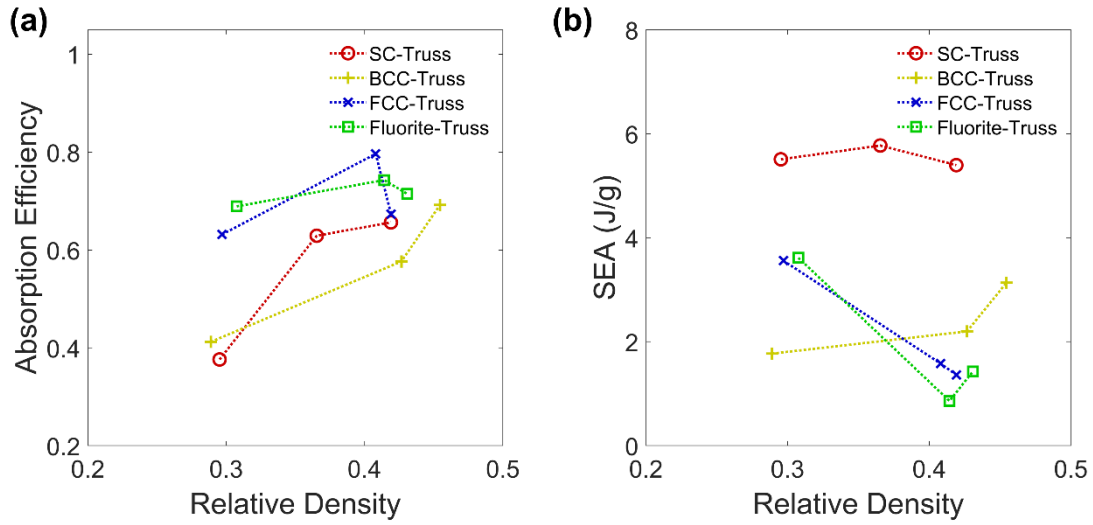 (a)
1
0.8
0.6
0.4
0.2
Absorption Efficiency
SC-Truss
BCC-Truss
FCC-Truss
Fluorite-Truss
0.2 0.3 0.4 0.5
Relative Density
(b)
8
6
4
2
0
SEA (J/g)
SC-Truss
BCC-Truss
FCC-Truss
Fluorite-Truss
0.2 0.3 0.4 0.5
Relative Density